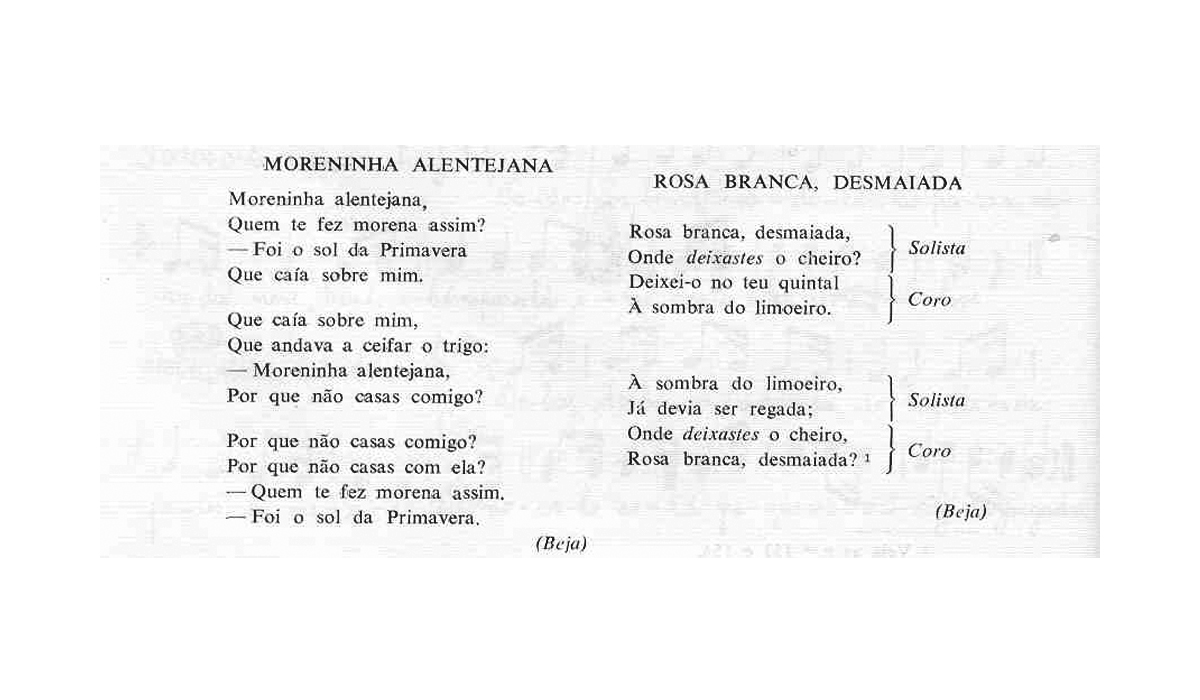 MORENINHA ALENTEJANA
Moreninha alentejana,
Quem te fez morena assim?
— Foi o sol da Primavera
Que caía sobre mim.
Que caía sobre mim,
Que andava a ceifar o trigo:
— Moreninha alentejana,
Por que não casas comigo?
Por que não casas comigo?
Por que não casas com ela?
— Quem te fez morena assim.
— Foi o sol da Primavera.
(Beja)
ROSA BRANCA, DESMAIADA
Rosa branca, desmaiada,
Onde deixastes o cheiro?
Solista
Deixei-o no teu quintal
À sombra do limoeiro.
Coro
À sombra do limoeiro,
Já devia ser regada;
Solista
Onde deixastes o cheiro,
Rosa branca, desmaiada? ¹
Coro
(Beja)